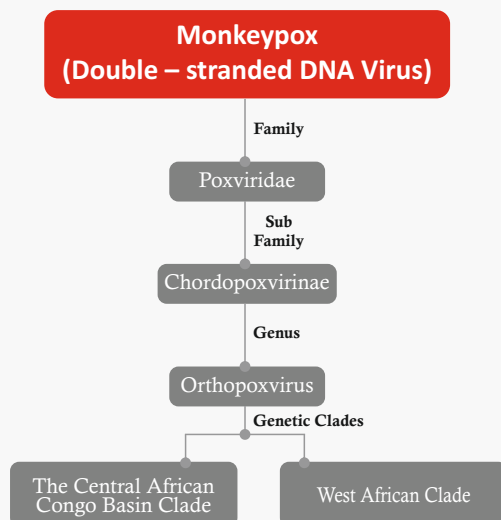 Monkeypox
(Double – stranded DNA Virus)
Family
Poxviridae
Sub
Family
Chordopoxvirinae
Genus
Orthopoxvirus
Genetic Clades
The Central African
Congo Basin Clade
West African Clade